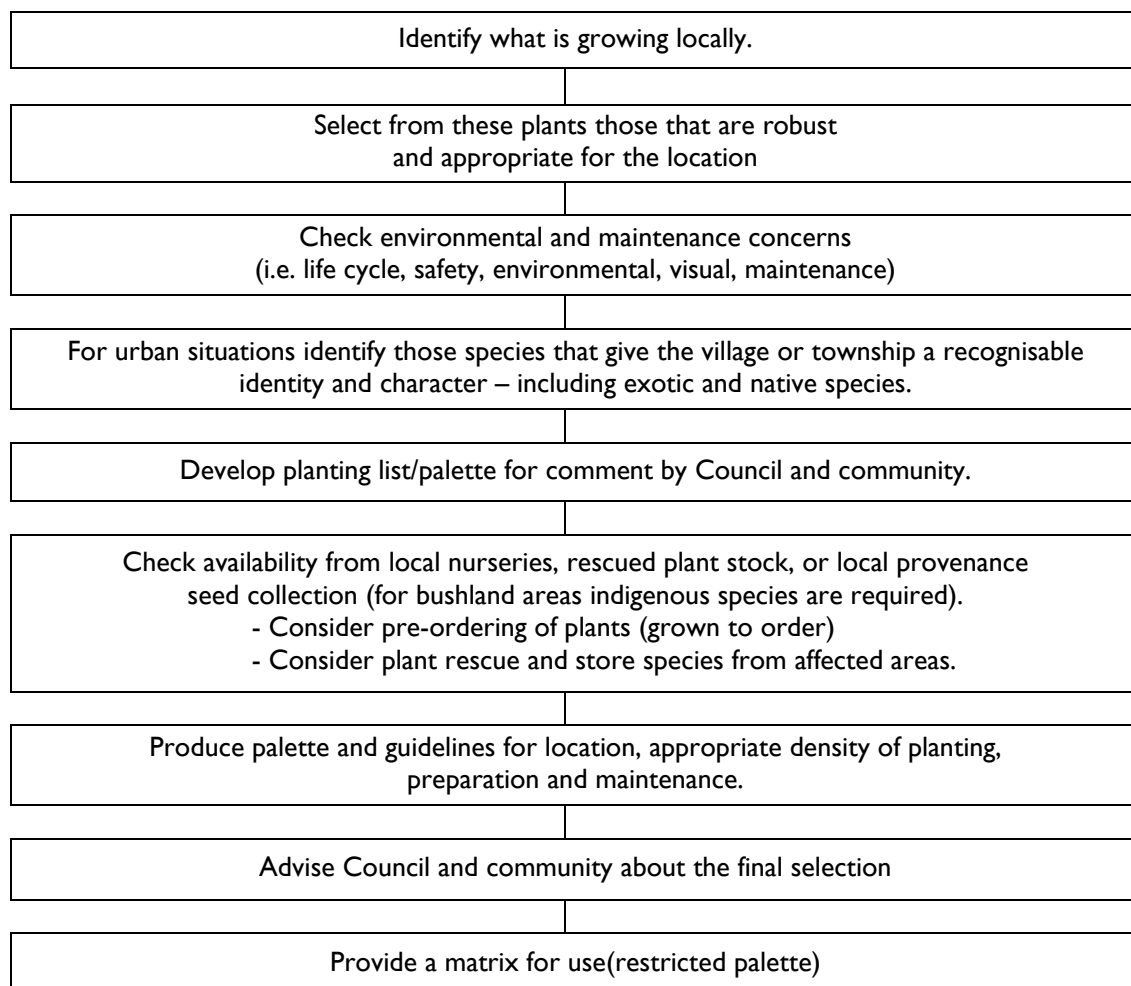 Identify what is growing locally.
Select from these plants those that are robust
and appropriate for the location
Check environmental and maintenance concerns
(i.e. life cycle, safety, environmental, visual, maintenance)
For urban situations identify those species that give the village or township a recognisable
identity and character – including exotic and native species.
Develop planting list/palette for comment by Council and community.
Check availability from local nurseries, rescued plant stock, or local provenance
seed collection (for bushland areas indigenous species are required).
- Consider pre-ordering of plants (grown to order)
- Consider plant rescue and store species from affected areas.
Produce palette and guidelines for location, appropriate density of planting,
preparation and maintenance.
Advise Council and community about the final selection
Provide a matrix for use(restricted palette)